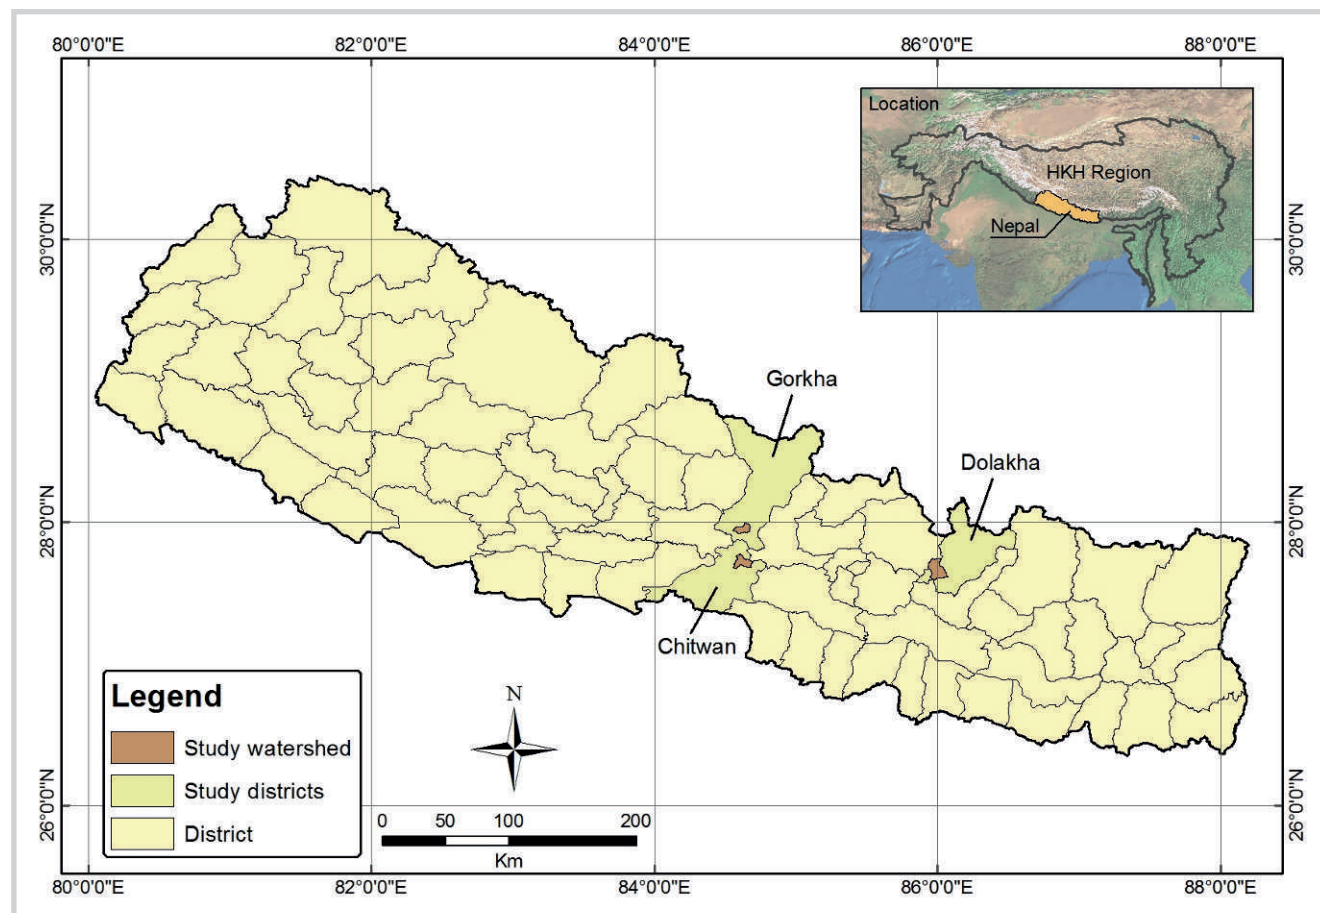 80°0'0"E 82°0'0"E 84°0'0"E 86°0'0"E 88°0'0"E
Location
HKH Region
Nepal
30°0'0"N 30°0'0"N
Gorkha
Dolakha
28°0'0"N 28°0'0"N
Chitwan
Legend
Study watershed
Study districts
District
N
26°0'0"N 26°0'0"N
0 50 100 200
Km
80°0'0"E 82°0'0"E 84°0'0"E 86°0'0"E 88°0'0"E